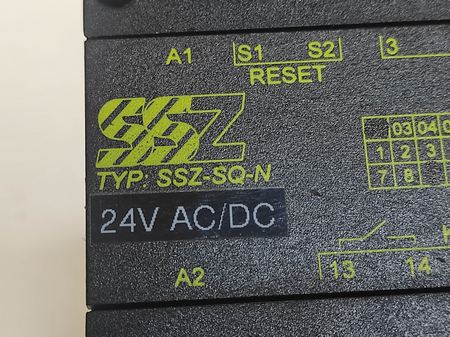 A1 S1 S2 3
RESET
SSZ
03 04
1 2 3
TYP: SSZ-SQ-N
7 8
24V AC/DC
A2 13 14